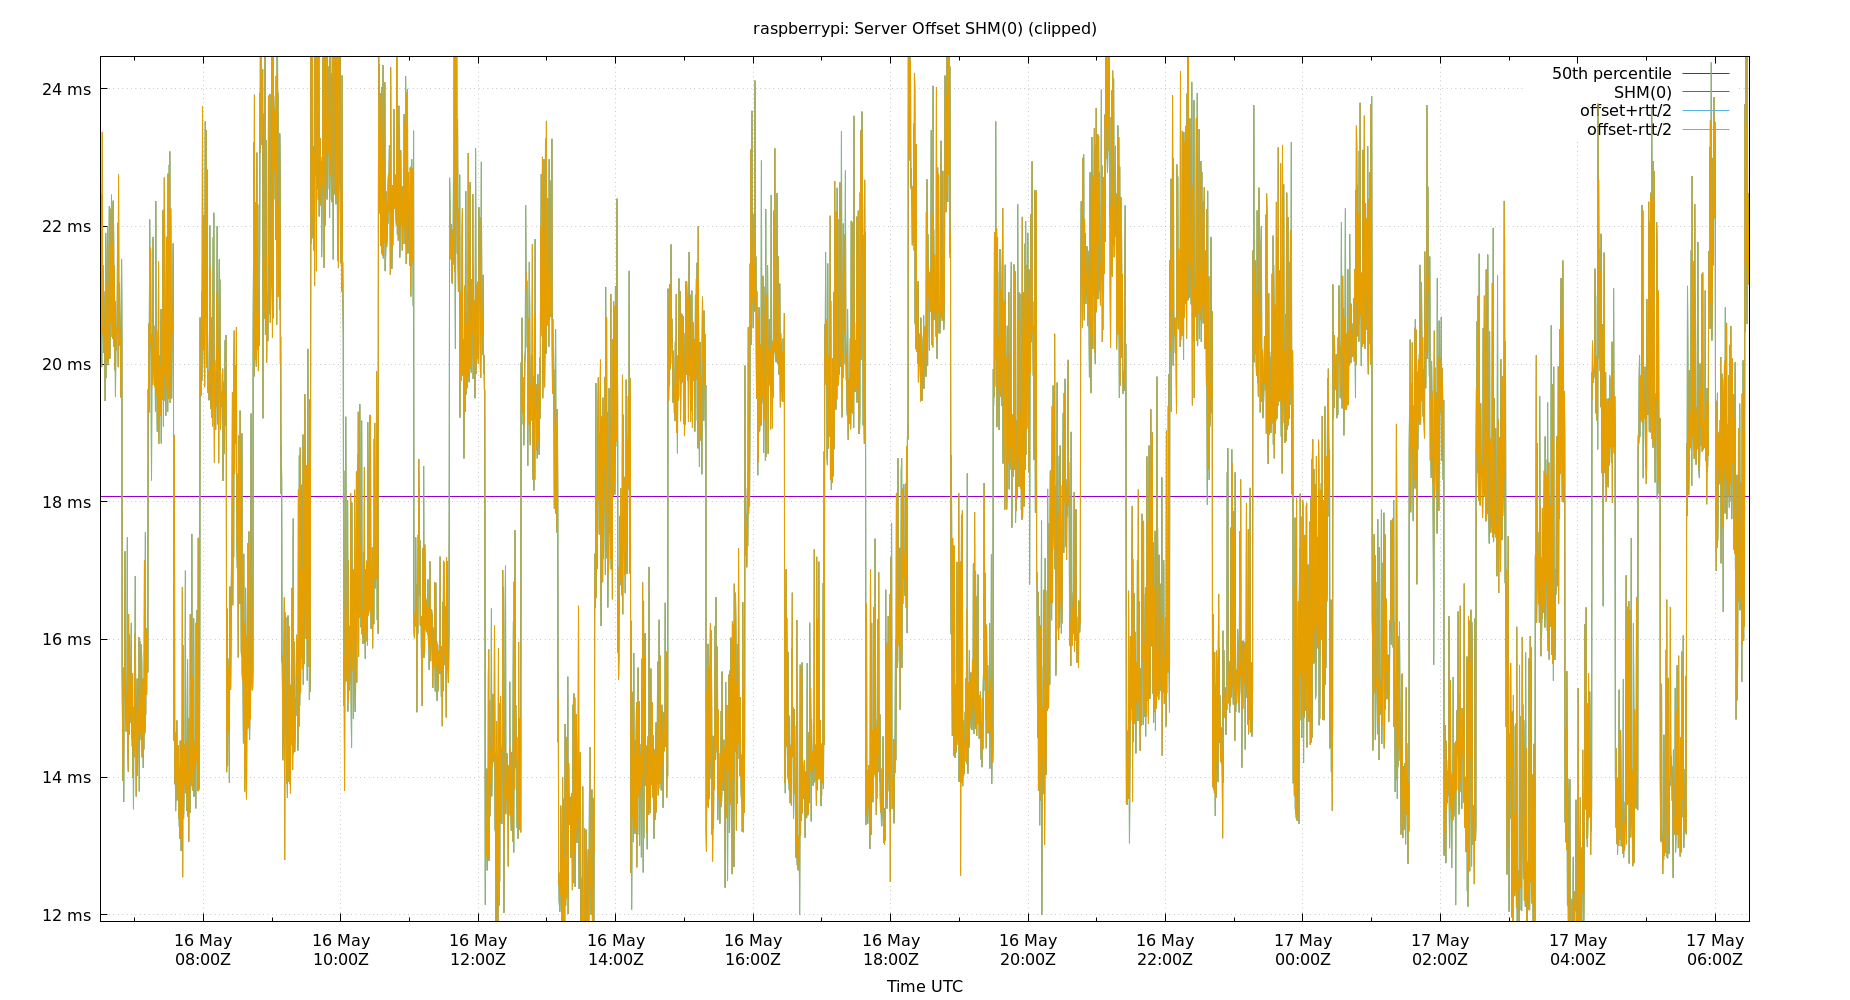 raspberrypi: Server Offset SHM(0) (clipped)
50th percentile
SHM(0)
offset+rtt/2
offset-rtt/2
24 ms
22 ms
20 ms
18 ms
16 ms
14 ms
12 ms
16 May 16 May 16 May 16 May 16 May 16 May 16 May 16 May 17 May 17 May 17 May 17 May
08:00Z 10:00Z 12:00Z 14:00Z 16:00Z 18:00Z 20:00Z 22:00Z 00:00Z 02:00Z 04:00Z 06:00Z
Time UTC